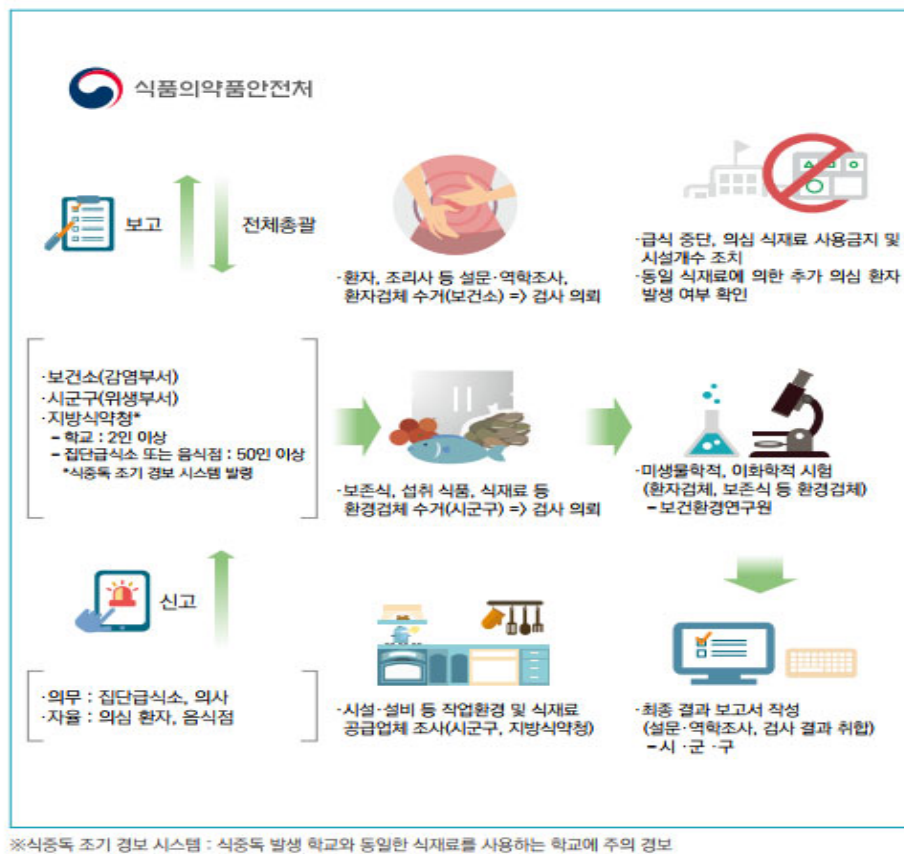 식품의약품안전처
보고
전체총괄
·환자, 조리사 등 설문·역학조사,
환자검체 수거(보건소) => 검사 의뢰
·급식 중단, 의심 식재료 사용금지 및
시설개수 조치
·동일 식재료에 의한 추가 의심 환자
발생 여부 확인
·보건소(감염부서)
·시군구(위생부서)
·지방식약청*
– 학교 : 2인 이상
– 집단급식소 또는 음식점 : 50인 이상
*식중독 조기 경보 시스템 발령
·보존식, 섭취 식품, 식재료 등
환경검체 수거(시군구) => 검사 의뢰
·미생물학적, 이화학적 시험
(환자검체, 보존식 등 환경검체)
– 보건환경연구원
신고
·의무 : 집단급식소, 의사
·자율 : 의심 환자, 음식점
·시설·설비 등 작업환경 및 식재료
공급업체 조사(시군구, 지방식약청)
·최종 결과 보고서 작성
(설문·역학조사, 검사 결과 취합)
– 시 ·군 ·구
※식중독 조기 경보 시스템 : 식중독 발생 학교와 동일한 식재료를 사용하는 학교에 주의 경보